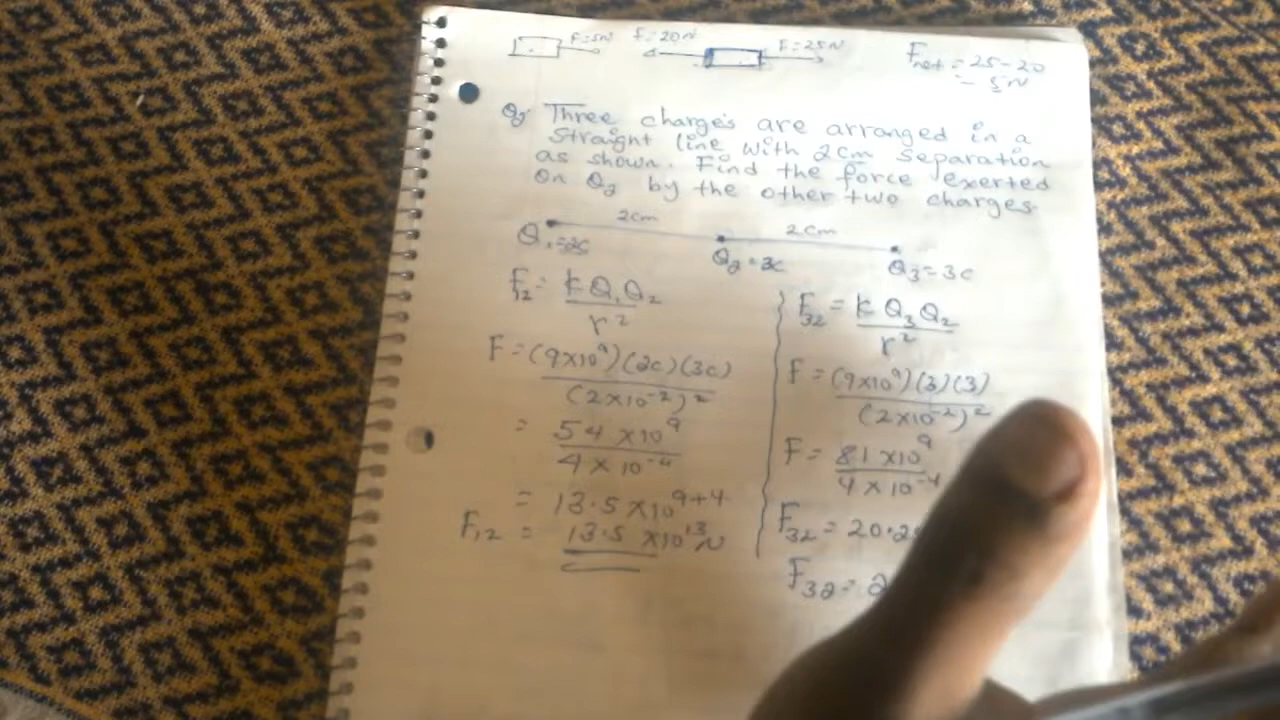 F=5N F=20N F=25N Fnet = 25-20
= 5N
Q, Three charges are arranged in a
straight line with 2cm separation
as shown. Find the force exerted
on Q2 by the other two charges.
2cm 2cm
Q1=2c Q2=3c Q3=3c
F12 = kQ1Q2 / r²
F = (9x10⁹)(2c)(3c) / (2x10⁻²)²
= 54 x10⁹ / 4 x 10⁻⁴
= 13.5 x10⁹⁺⁴
F12 = 13.5 x10¹³N
F32 = kQ3Q2 / r²
F = (9x10⁹)(3)(3) / (2x10⁻²)²
F = 81 x10⁹ / 4 x 10⁻⁴
F32 = 20.2
F32 = 2